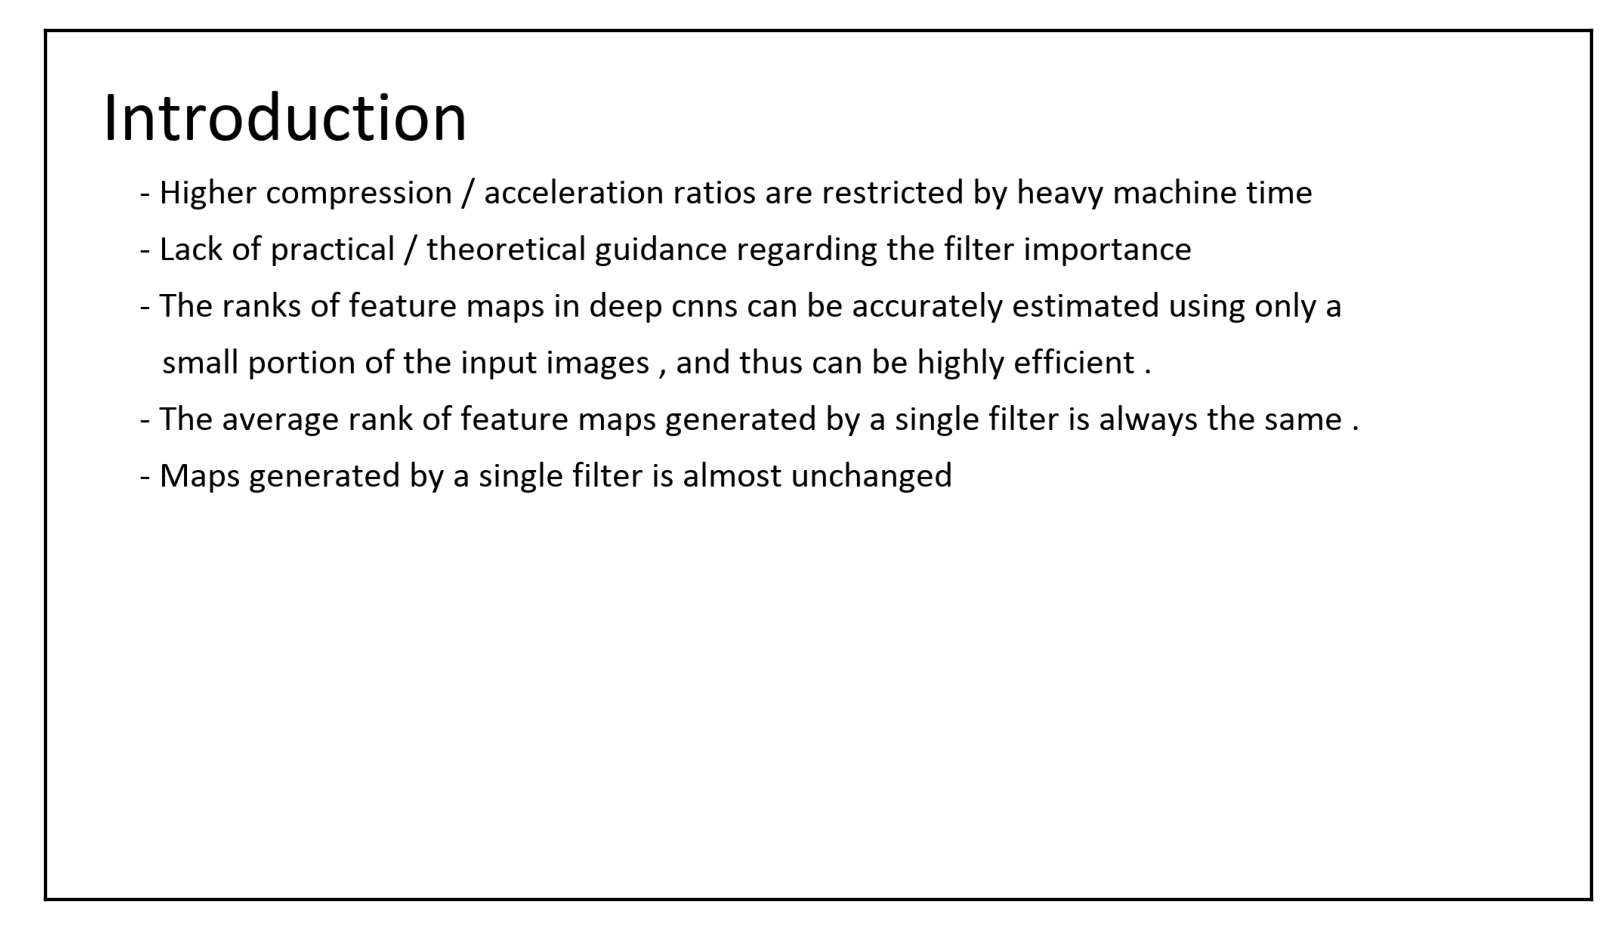 Introduction
- Higher compression / acceleration ratios are restricted by heavy machine time
- Lack of practical / theoretical guidance regarding the filter importance
- The ranks of feature maps in deep cnns can be accurately estimated using only a
small portion of the input images , and thus can be highly efficient .
- The average rank of feature maps generated by a single filter is always the same .
- Maps generated by a single filter is almost unchanged